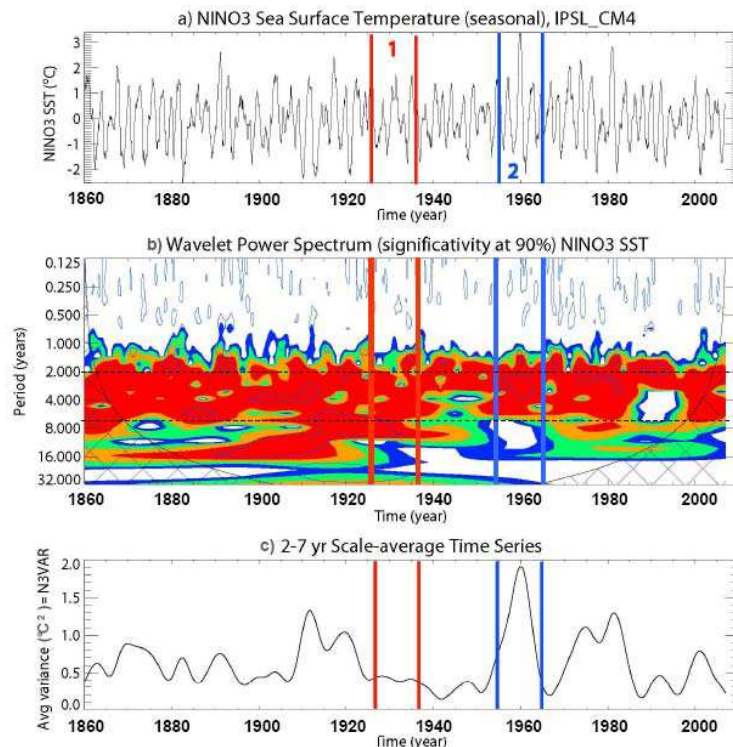 a) NINO3 Sea Surface Temperature (seasonal), IPSL_CM4
NINO3 SST (°C)
3
2
1
0
-1
-2
1
2
1860 1880 1900 1920 1940 1960 1980 2000
Time (year)
b) Wavelet Power Spectrum (significativity at 90%) NINO3 SST
Period (years)
0.125
0.250
0.500
1.000
2.000
4.000
8.000
16.000
32.000
1860 1880 1900 1920 1940 1960 1980 2000
Time (year)
c) 2-7 yr Scale-average Time Series
Avg variance (°C²) = N3VAR
2.0
1.5
1.0
0.5
0.0
1860 1880 1900 1920 1940 1960 1980 2000
Time (year)